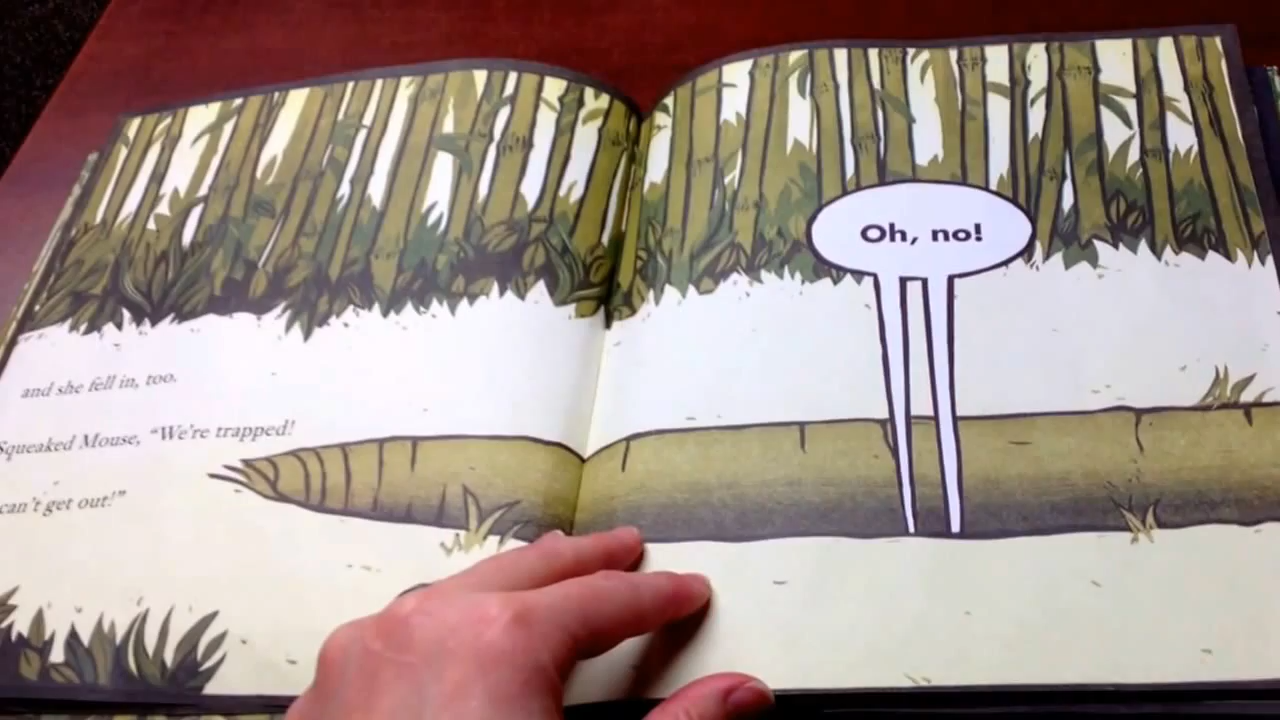 and she fell in, too.
Squeaked Mouse, “We’re trapped!
can’t get out!”
Oh, no!